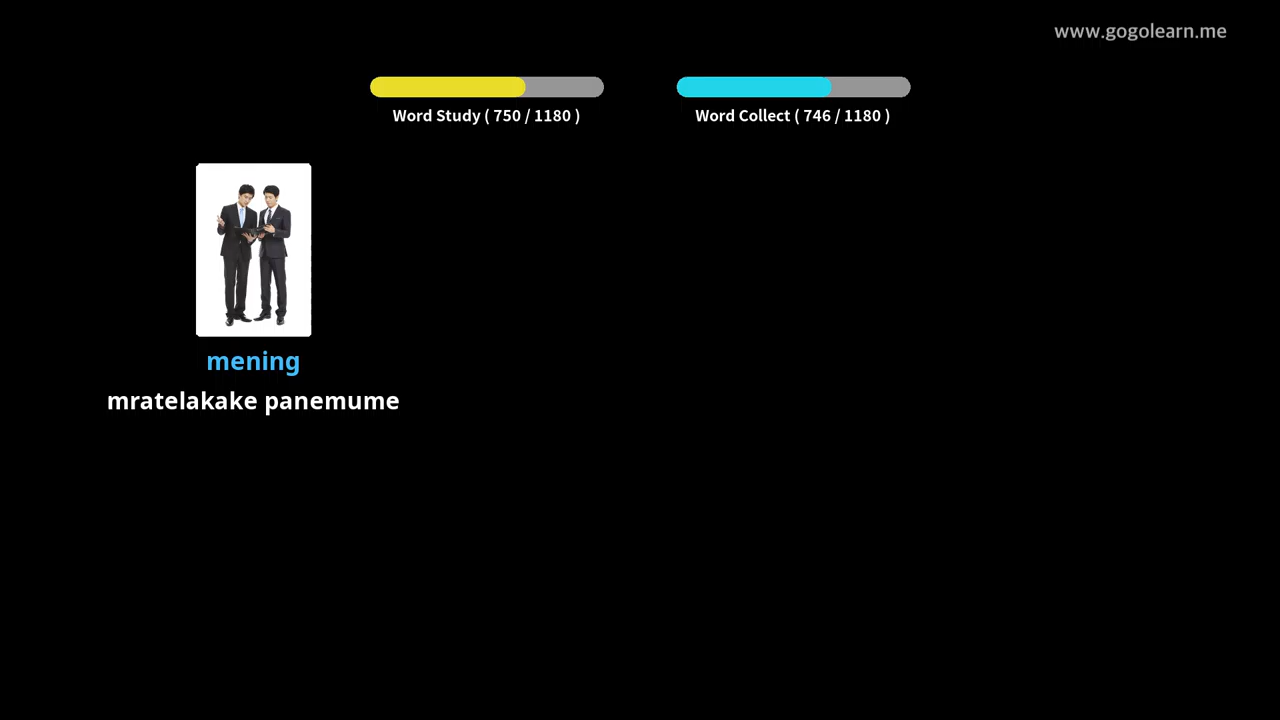 www.gogolearn.me
Word Study ( 750 / 1180 )
Word Collect ( 746 / 1180 )
mening
mratelakake panemume